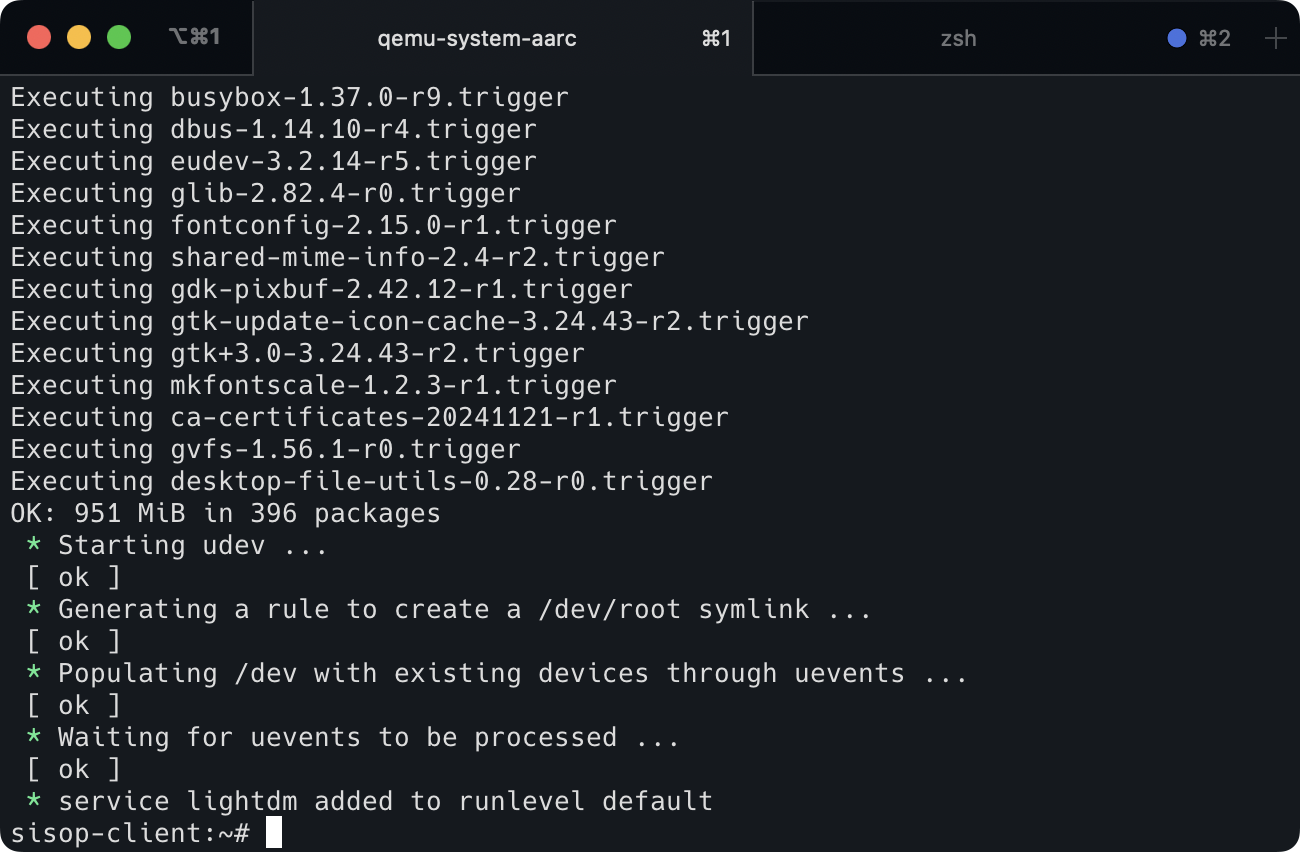 ⌥⌘1 qemu-system-aarc ⌘1 zsh ⌘2 +
Executing busybox-1.37.0-r9.trigger
Executing dbus-1.14.10-r4.trigger
Executing eudev-3.2.14-r5.trigger
Executing glib-2.82.4-r0.trigger
Executing fontconfig-2.15.0-r1.trigger
Executing shared-mime-info-2.4-r2.trigger
Executing gdk-pixbuf-2.42.12-r1.trigger
Executing gtk-update-icon-cache-3.24.43-r2.trigger
Executing gtk+3.0-3.24.43-r2.trigger
Executing mkfontscale-1.2.3-r1.trigger
Executing ca-certificates-20241121-r1.trigger
Executing gvfs-1.56.1-r0.trigger
Executing desktop-file-utils-0.28-r0.trigger
OK: 951 MiB in 396 packages
 * Starting udev ...
 [ ok ]
 * Generating a rule to create a /dev/root symlink ...
 [ ok ]
 * Populating /dev with existing devices through uevents ...
 [ ok ]
 * Waiting for uevents to be processed ...
 [ ok ]
 * service lightdm added to runlevel default
sisop-client:~#